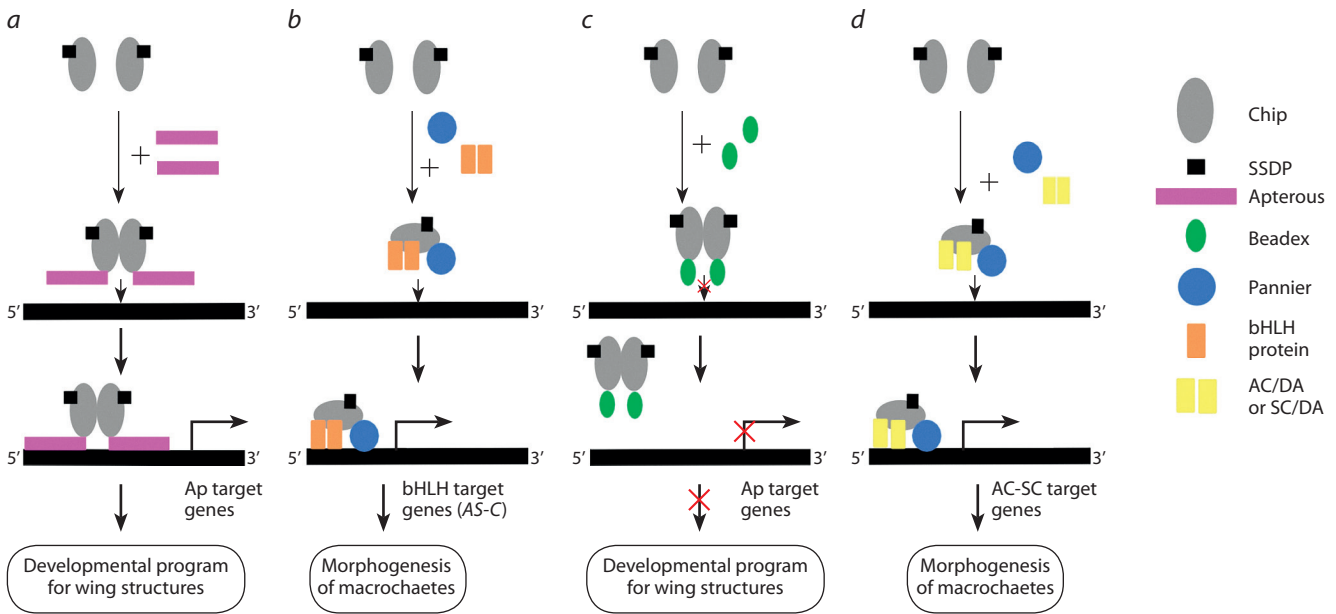 a
b
c
d
5′
3′
5′
3′
5′
3′
5′
3′
5′
3′
5′
3′
5′
3′
5′
3′
Ap target
genes
bHLH target
genes (AS-C)
Ap target
genes
AC-SC target
genes
Developmental program
for wing structures
Morphogenesis
of macrochaetes
Developmental program
for wing structures
Morphogenesis
of macrochaetes
Chip
SSDP
Apterous
Beadex
Pannier
bHLH
protein
AC/DA
or SC/DA